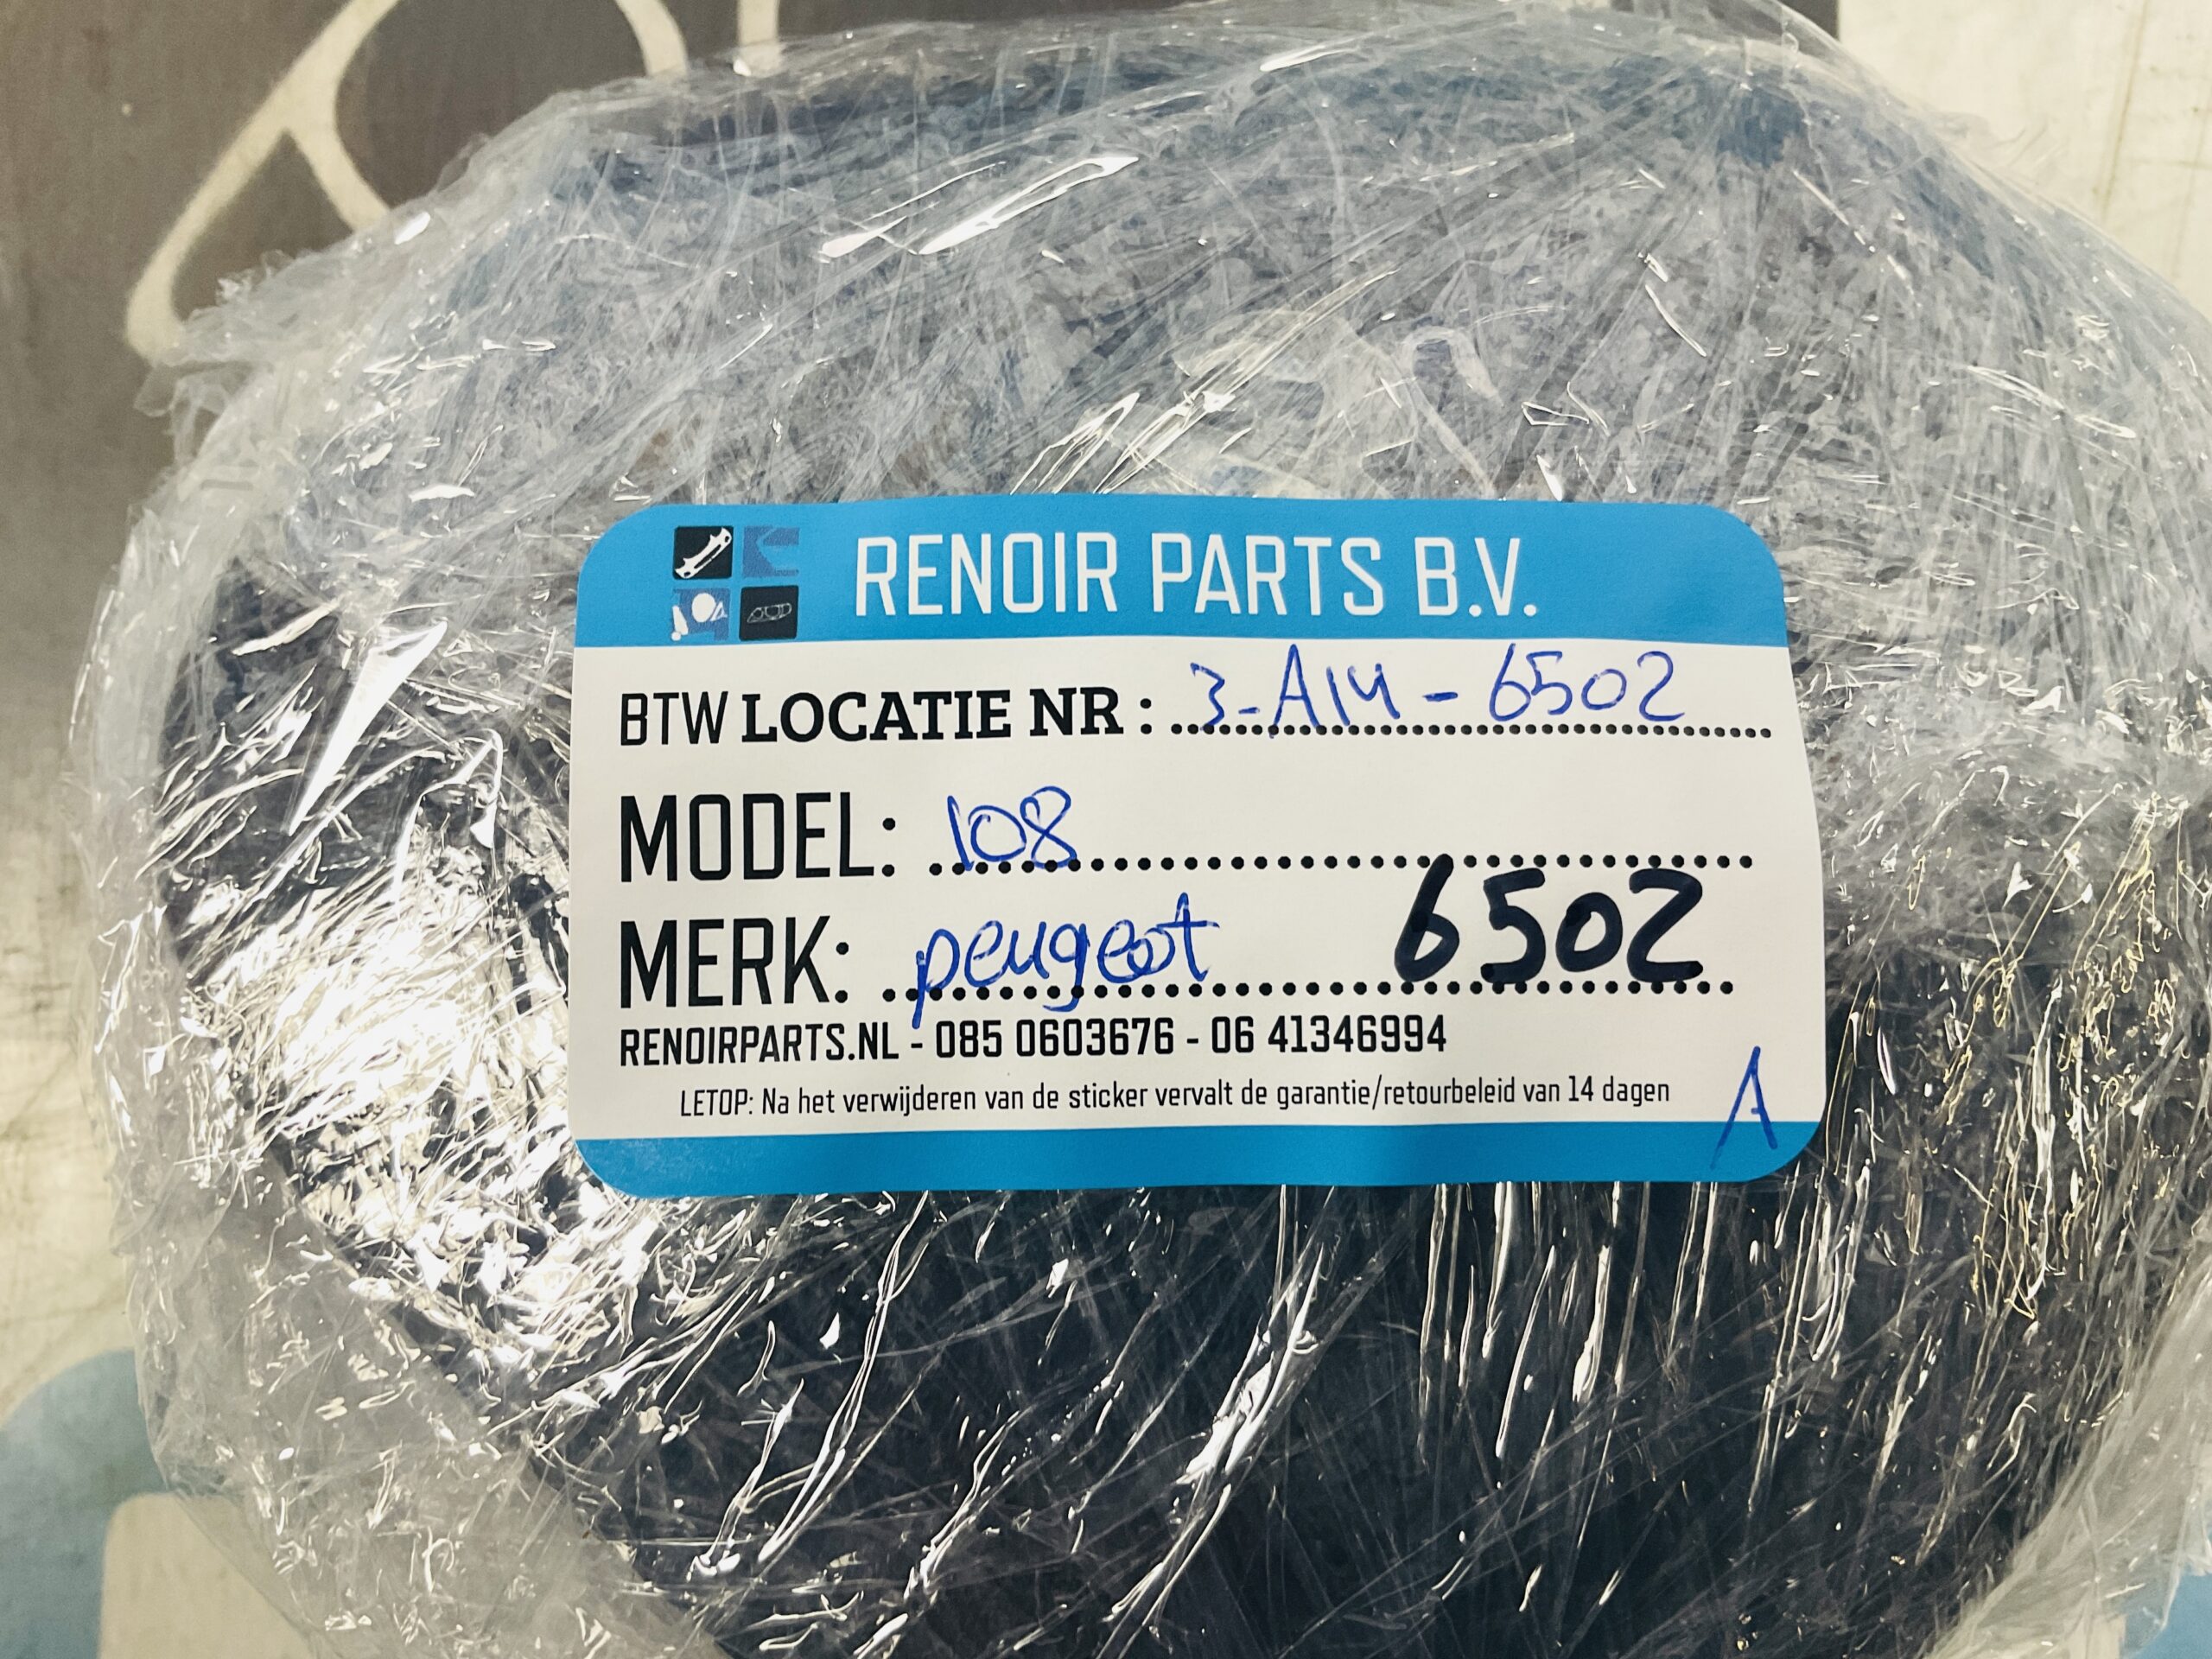 RENOIR PARTS B.V.
BTW LOCATIE NR : 3-A14-6502
MODEL: 108
MERK: peugeot 6502
RENOIRPARTS.NL - 085 0603676 - 06 41346994
LETOP: Na het verwijderen van de sticker vervalt de garantie/retourbeleid van 14 dagen
A